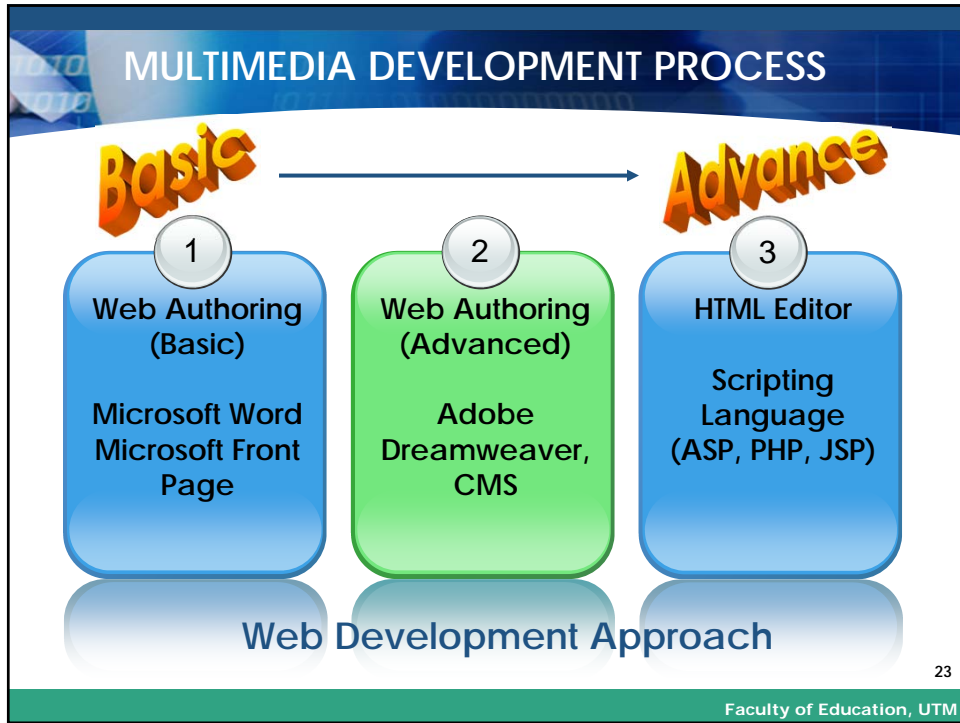 MULTIMEDIA DEVELOPMENT PROCESS
Basic
Advance
1
Web Authoring
(Basic)
Microsoft Word
Microsoft Front
Page
2
Web Authoring
(Advanced)
Adobe
Dreamweaver,
CMS
3
HTML Editor
Scripting
Language
(ASP, PHP, JSP)
Web Development Approach
23
Faculty of Education, UTM